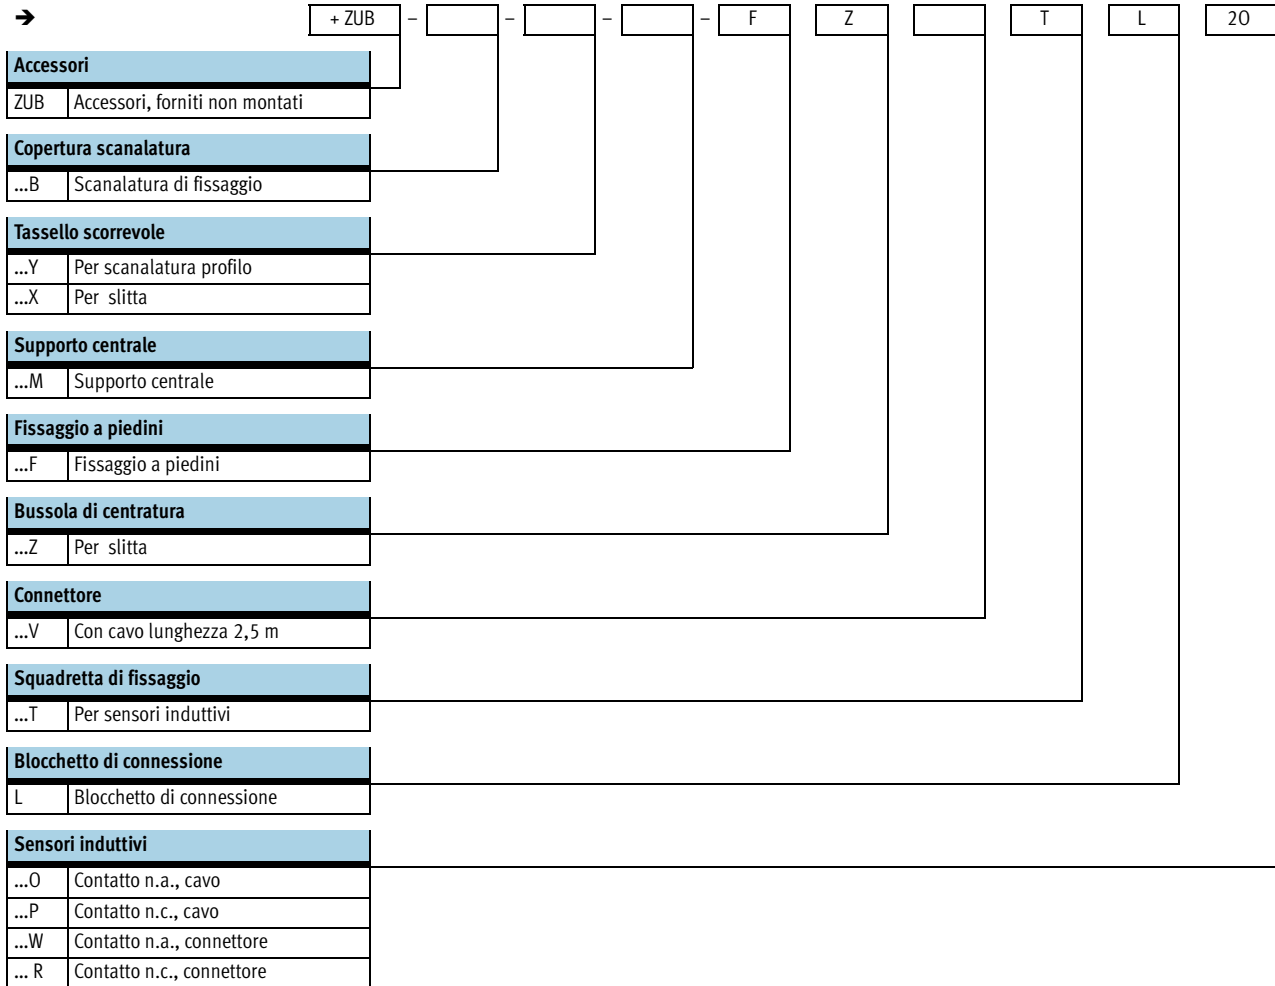 ➔ + ZUB – – – – F Z T L 2O
Accessori
ZUB Accessori, forniti non montati
Copertura scanalatura
...B Scanalatura di fissaggio
Tassello scorrevole
...Y Per scanalatura profilo
...X Per slitta
Supporto centrale
...M Supporto centrale
Fissaggio a piedini
...F Fissaggio a piedini
Bussola di centratura
...Z Per slitta
Connettore
...V Con cavo lunghezza 2,5 m
Squadretta di fissaggio
...T Per sensori induttivi
Blocchetto di connessione
L Blocchetto di connessione
Sensori induttivi
...O Contatto n.a., cavo
...P Contatto n.c., cavo
...W Contatto n.a., connettore
... R Contatto n.c., connettore